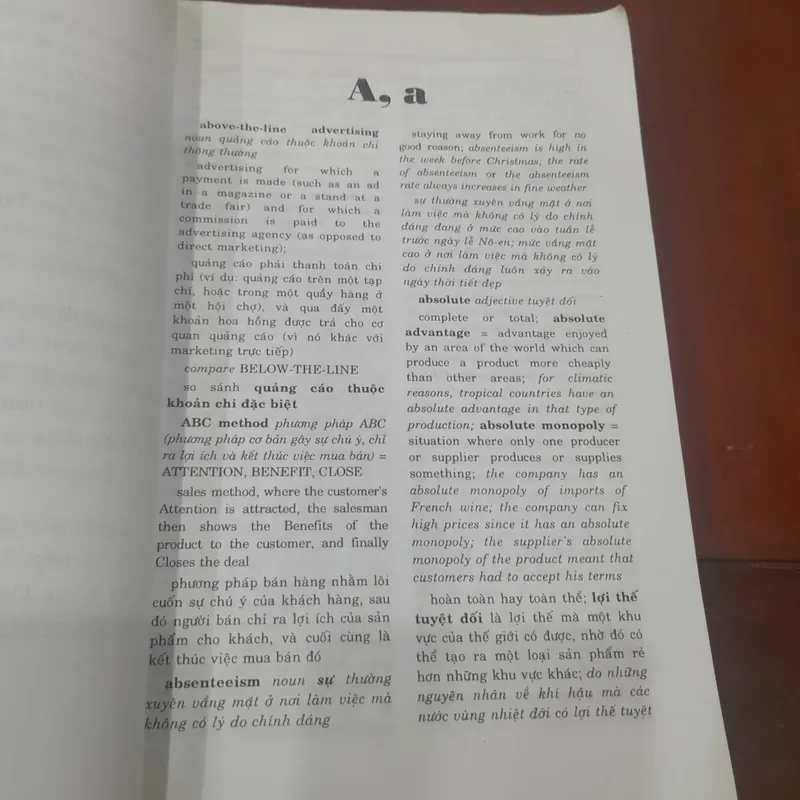 A, a
above-the-line advertising
noun quảng cáo thuộc khoản chi
thông thường
advertising for which a
payment is made (such as an ad
in a magazine or a stand at a
trade fair) and for which a
commission is paid to the
advertising agency (as opposed to
direct marketing);
quảng cáo phải thanh toán chi
phí (ví dụ: quảng cáo trên một tạp
chí, hoặc trong một quầy hàng ở
một hội chợ), và qua đấy một
khoản hoa hồng được trả cho cơ
quan quảng cáo (vì nó khác với
marketing trực tiếp)
compare BELOW-THE-LINE
so sánh quảng cáo thuộc
khoản chi đặc biệt
ABC method phương pháp ABC
(phương pháp cơ bản gây sự chú ý, chỉ
ra lợi ích và kết thúc việc mua bán) =
ATTENTION, BENEFIT, CLOSE
sales method, where the customer's
Attention is attracted, the salesman
then shows the Benefits of the
product to the customer, and finally
Closes the deal
phương pháp bán hàng nhằm lôi
cuốn sự chú ý của khách hàng, sau
đó người bán chỉ ra lợi ích của sản
phẩm cho khách, và cuối cùng là
kết thúc việc mua bán đó
absenteeism noun sự thường
xuyên vắng mặt ở nơi làm việc mà
không có lý do chính đáng
staying away from work for no
good reason; absenteeism is high in
the week before Christmas; the rate
of absenteeism or the absenteeism
rate always increases in fine weather
sự thường xuyên vắng mặt ở nơi
làm việc mà không có lý do chính
đáng đang ở mức cao vào tuần lễ
trước ngày lễ Nô-en; mức vắng mặt
cao ở nơi làm việc mà không có lý
do chính đáng luôn xảy ra vào
ngày thời tiết đẹp
absolute adjective tuyệt đối
complete or total; absolute
advantage = advantage enjoyed
by an area of the world which can
produce a product more cheaply
than other areas; for climatic
reasons, tropical countries have an
absolute advantage in that type of
production; absolute monopoly =
situation where only one producer
or supplier produces or supplies
something; the company has an
absolute monopoly of imports of
French wine; the company can fix
high prices since it has an absolute
monopoly; the supplier's absolute
monopoly of the product meant that
customers had to accept his terms
hoàn toàn hay toàn thể; lợi thế
tuyệt đối là lợi thế mà một khu
vực của thế giới có được, nhờ đó có
thể tạo ra một loại sản phẩm rẻ
hơn những khu vực khác; do những
nguyên nhân về khí hậu mà các
nước vùng nhiệt đới có lợi thế tuyệt